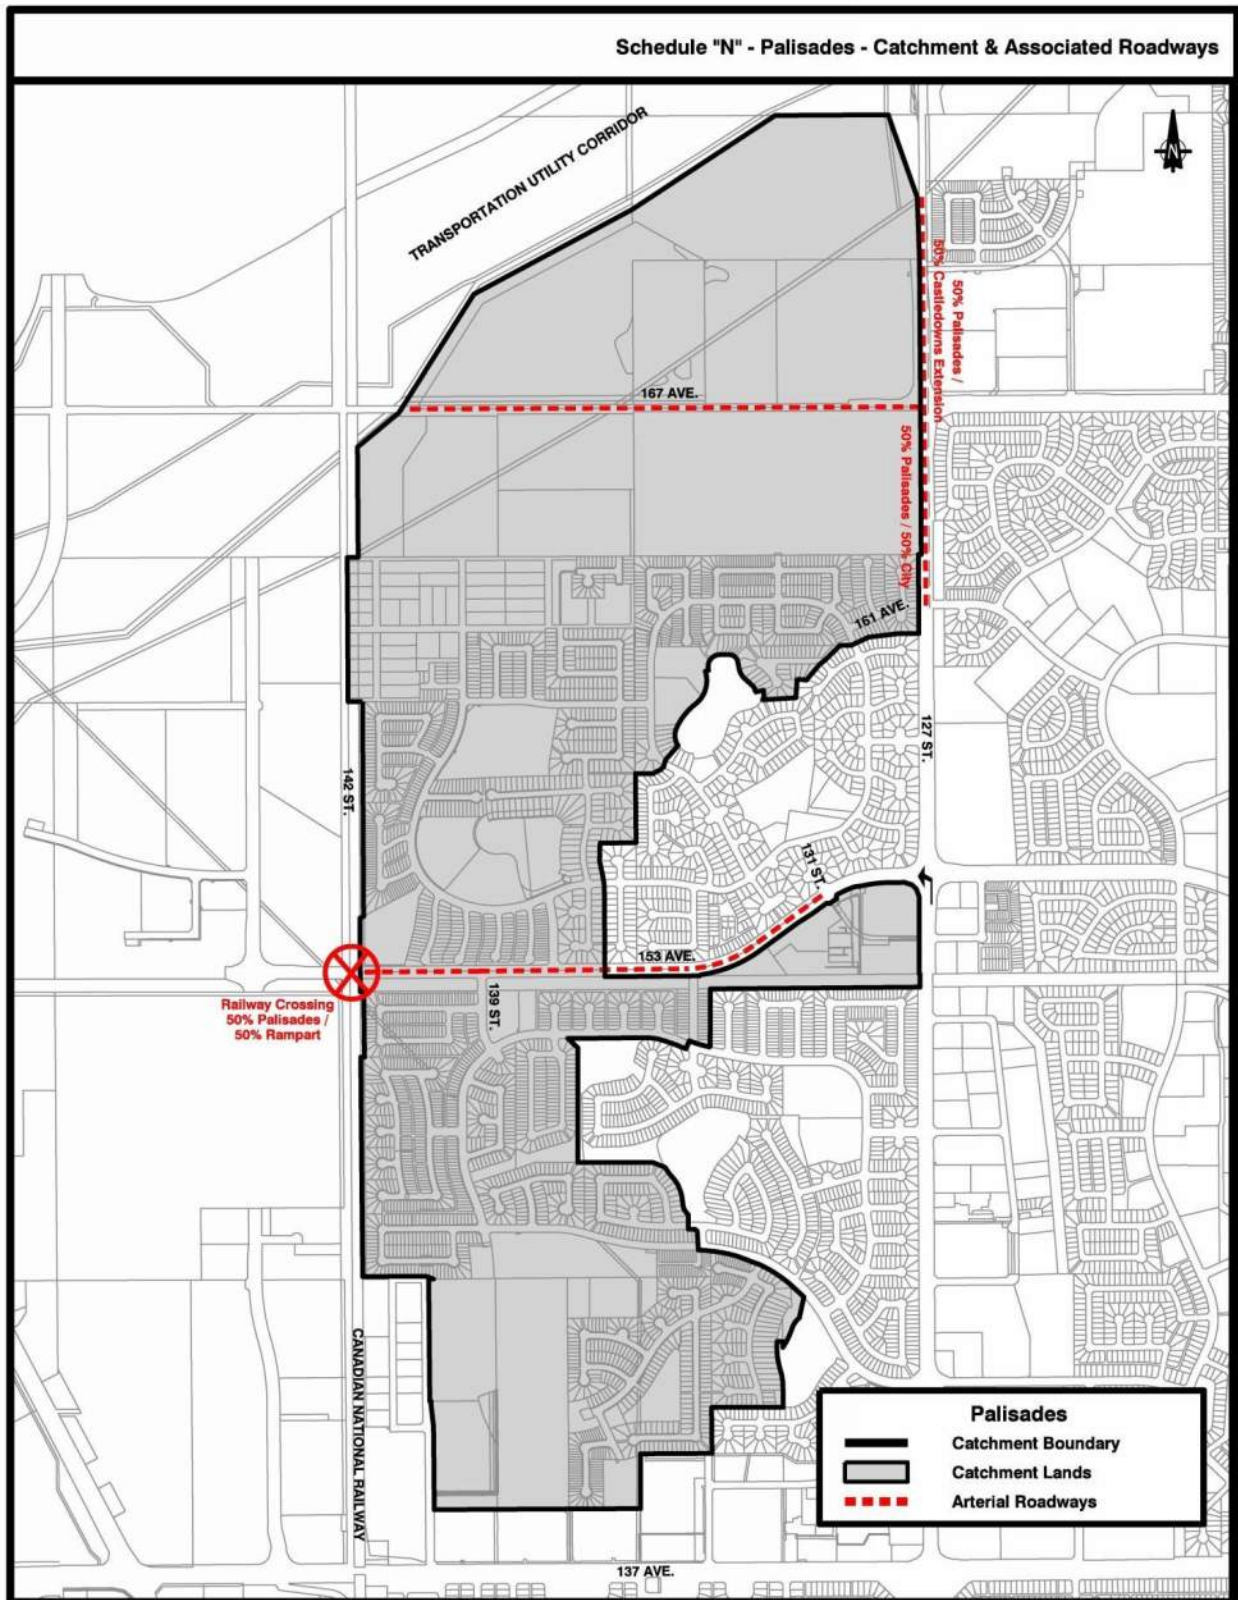 Schedule "N" - Palisades - Catchment & Associated Roadways
TRANSPORTATION UTILITY CORRIDOR
N
50% Palisades /
50% Castledowns Extension
167 AVE.
50% Palisades / 50% City
161 AVE.
127 ST.
142 ST.
131 ST.
153 AVE.
139 ST.
Railway Crossing
50% Palisades /
50% Rampart
CANADIAN NATIONAL RAILWAY
Palisades
Catchment Boundary
Catchment Lands
Arterial Roadways
137 AVE.